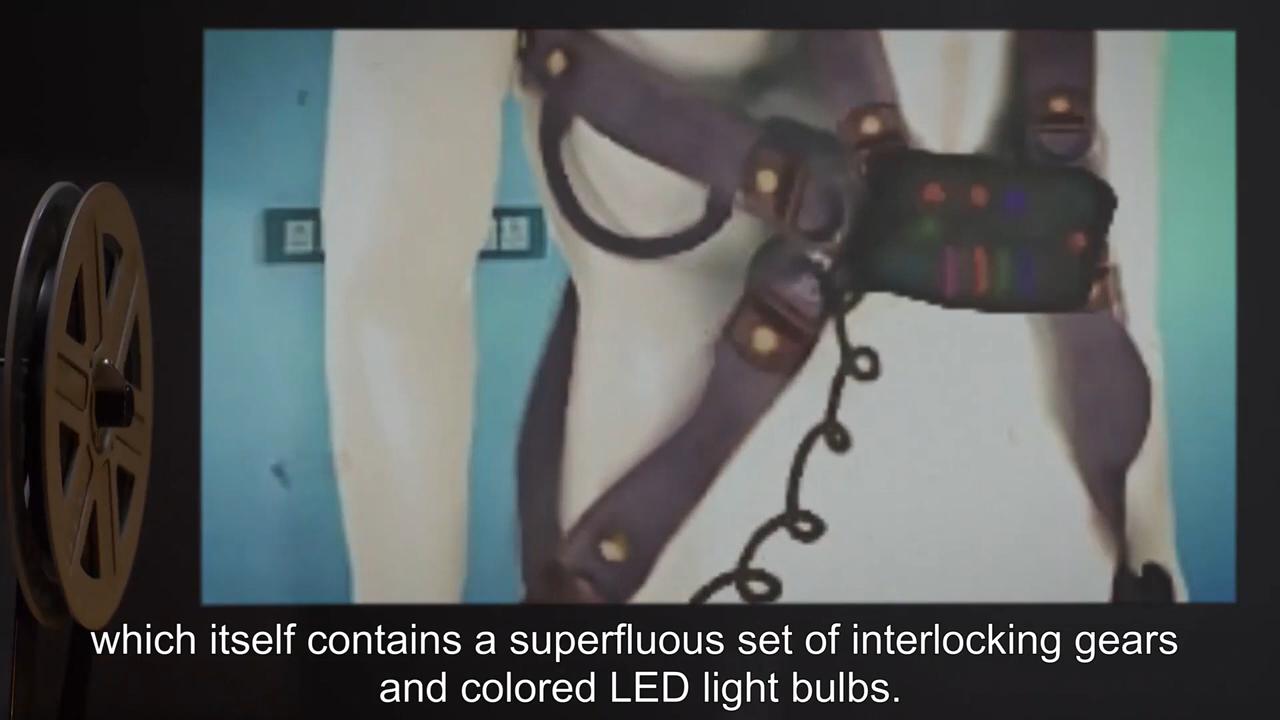 which itself contains a superfluous set of interlocking gears
and colored LED light bulbs.